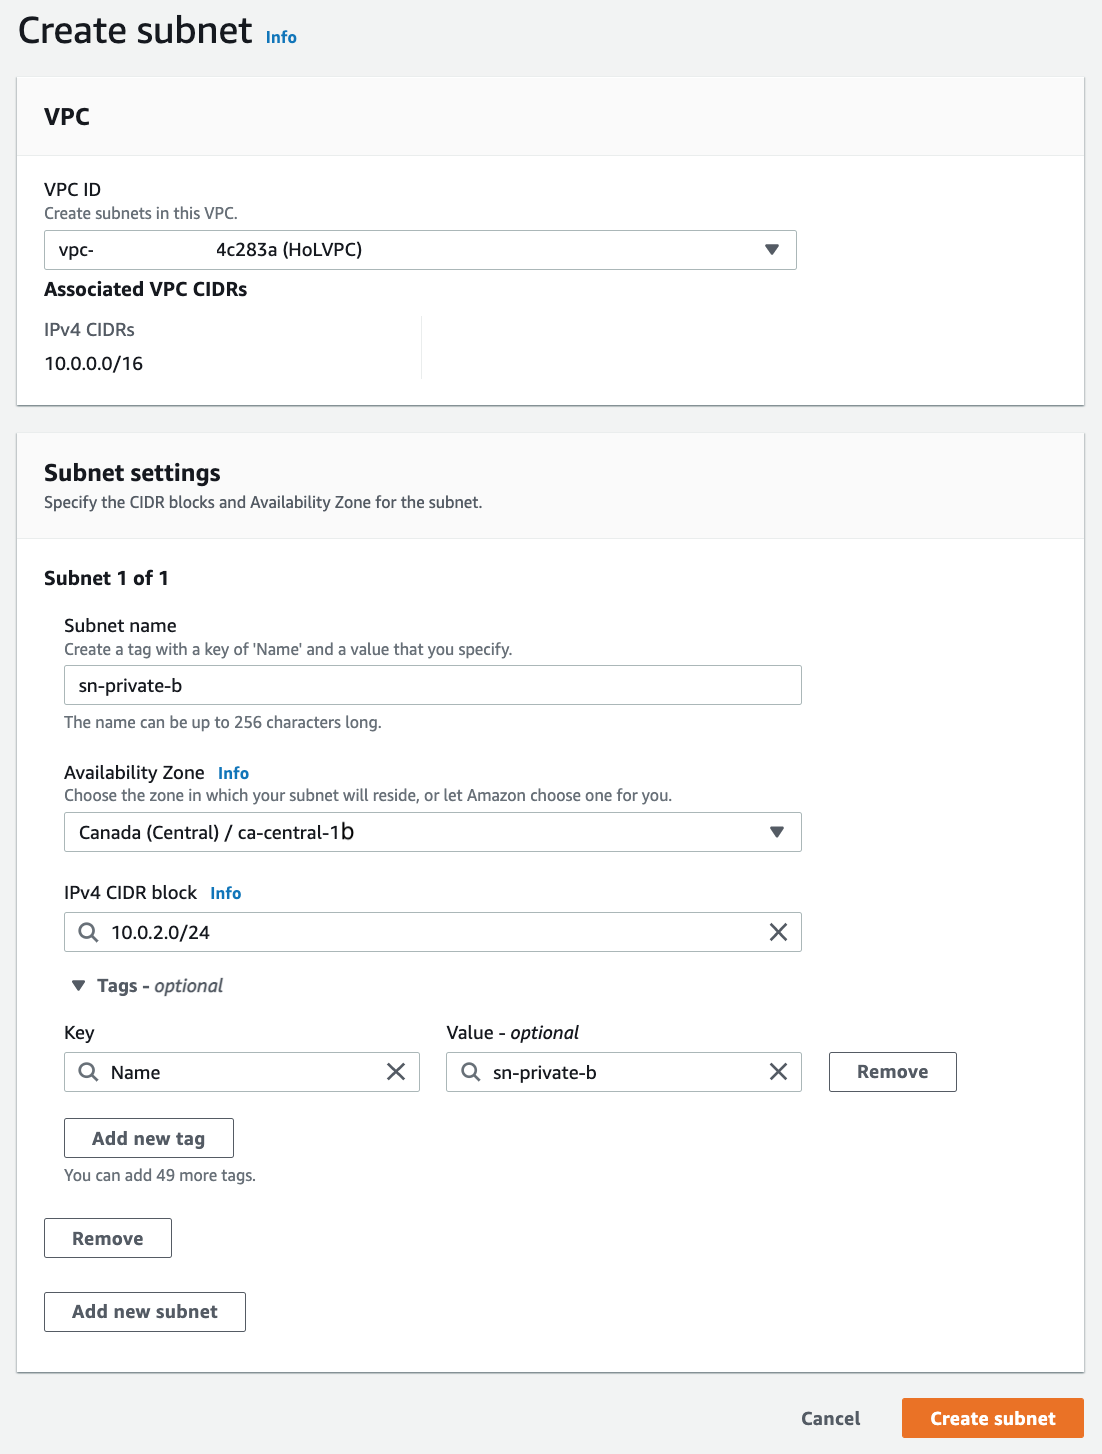 Create subnet Info
VPC
VPC ID
Create subnets in this VPC.
vpc- 4c283a (HoLVPC)
Associated VPC CIDRs
IPv4 CIDRs
10.0.0.0/16
Subnet settings
Specify the CIDR blocks and Availability Zone for the subnet.
Subnet 1 of 1
Subnet name
Create a tag with a key of 'Name' and a value that you specify.
sn-private-b
The name can be up to 256 characters long.
Availability Zone Info
Choose the zone in which your subnet will reside, or let Amazon choose one for you.
Canada (Central) / ca-central-1b
IPv4 CIDR block Info
10.0.2.0/24
Tags - optional
Key Value - optional
Name sn-private-b Remove
Add new tag
You can add 49 more tags.
Remove
Add new subnet
Cancel Create subnet